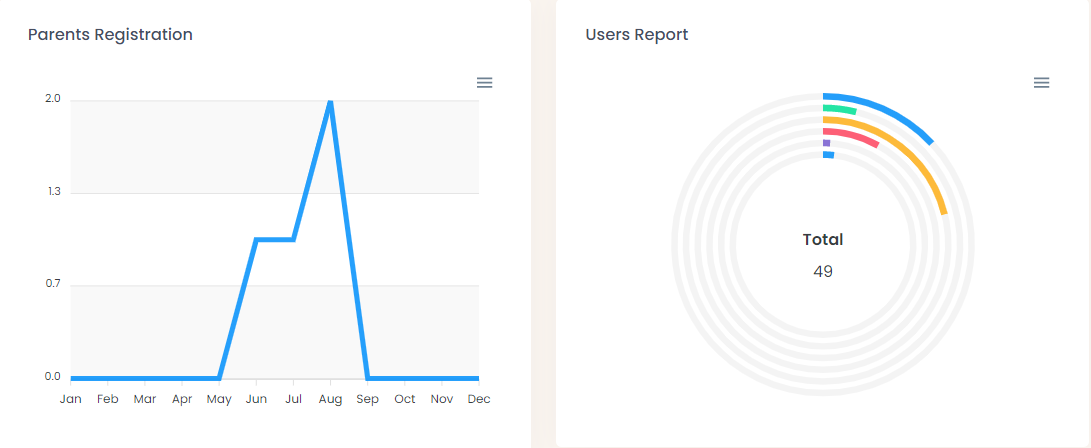 Parents Registration
2.0
1.3
0.7
0.0
Jan Feb Mar Apr May Jun Jul Aug Sep Oct Nov Dec
Users Report
Total
49